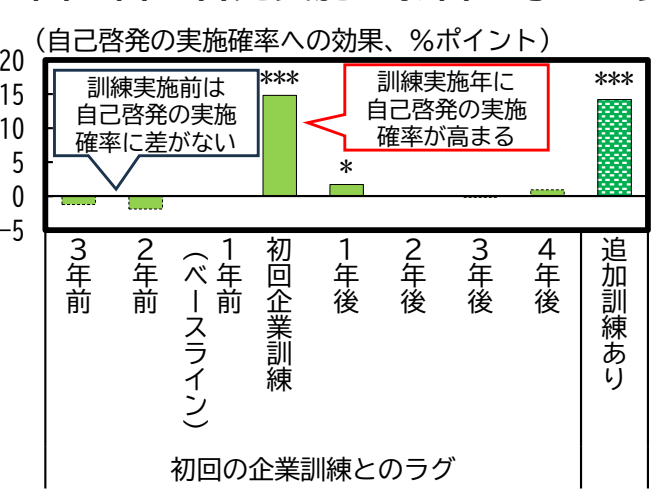 （自己啓発の実施確率への効果、％ポイント）
20
15
10
5
0
-5
訓練実施前は
自己啓発の実施
確率に差がない
***
訓練実施年に
自己啓発の実施
確率が高まる
*
***
3年前
2年前
1年前
（ベースライン）
初回企業訓練
1年後
2年後
3年後
4年後
追加訓練あり
初回の企業訓練とのラグ